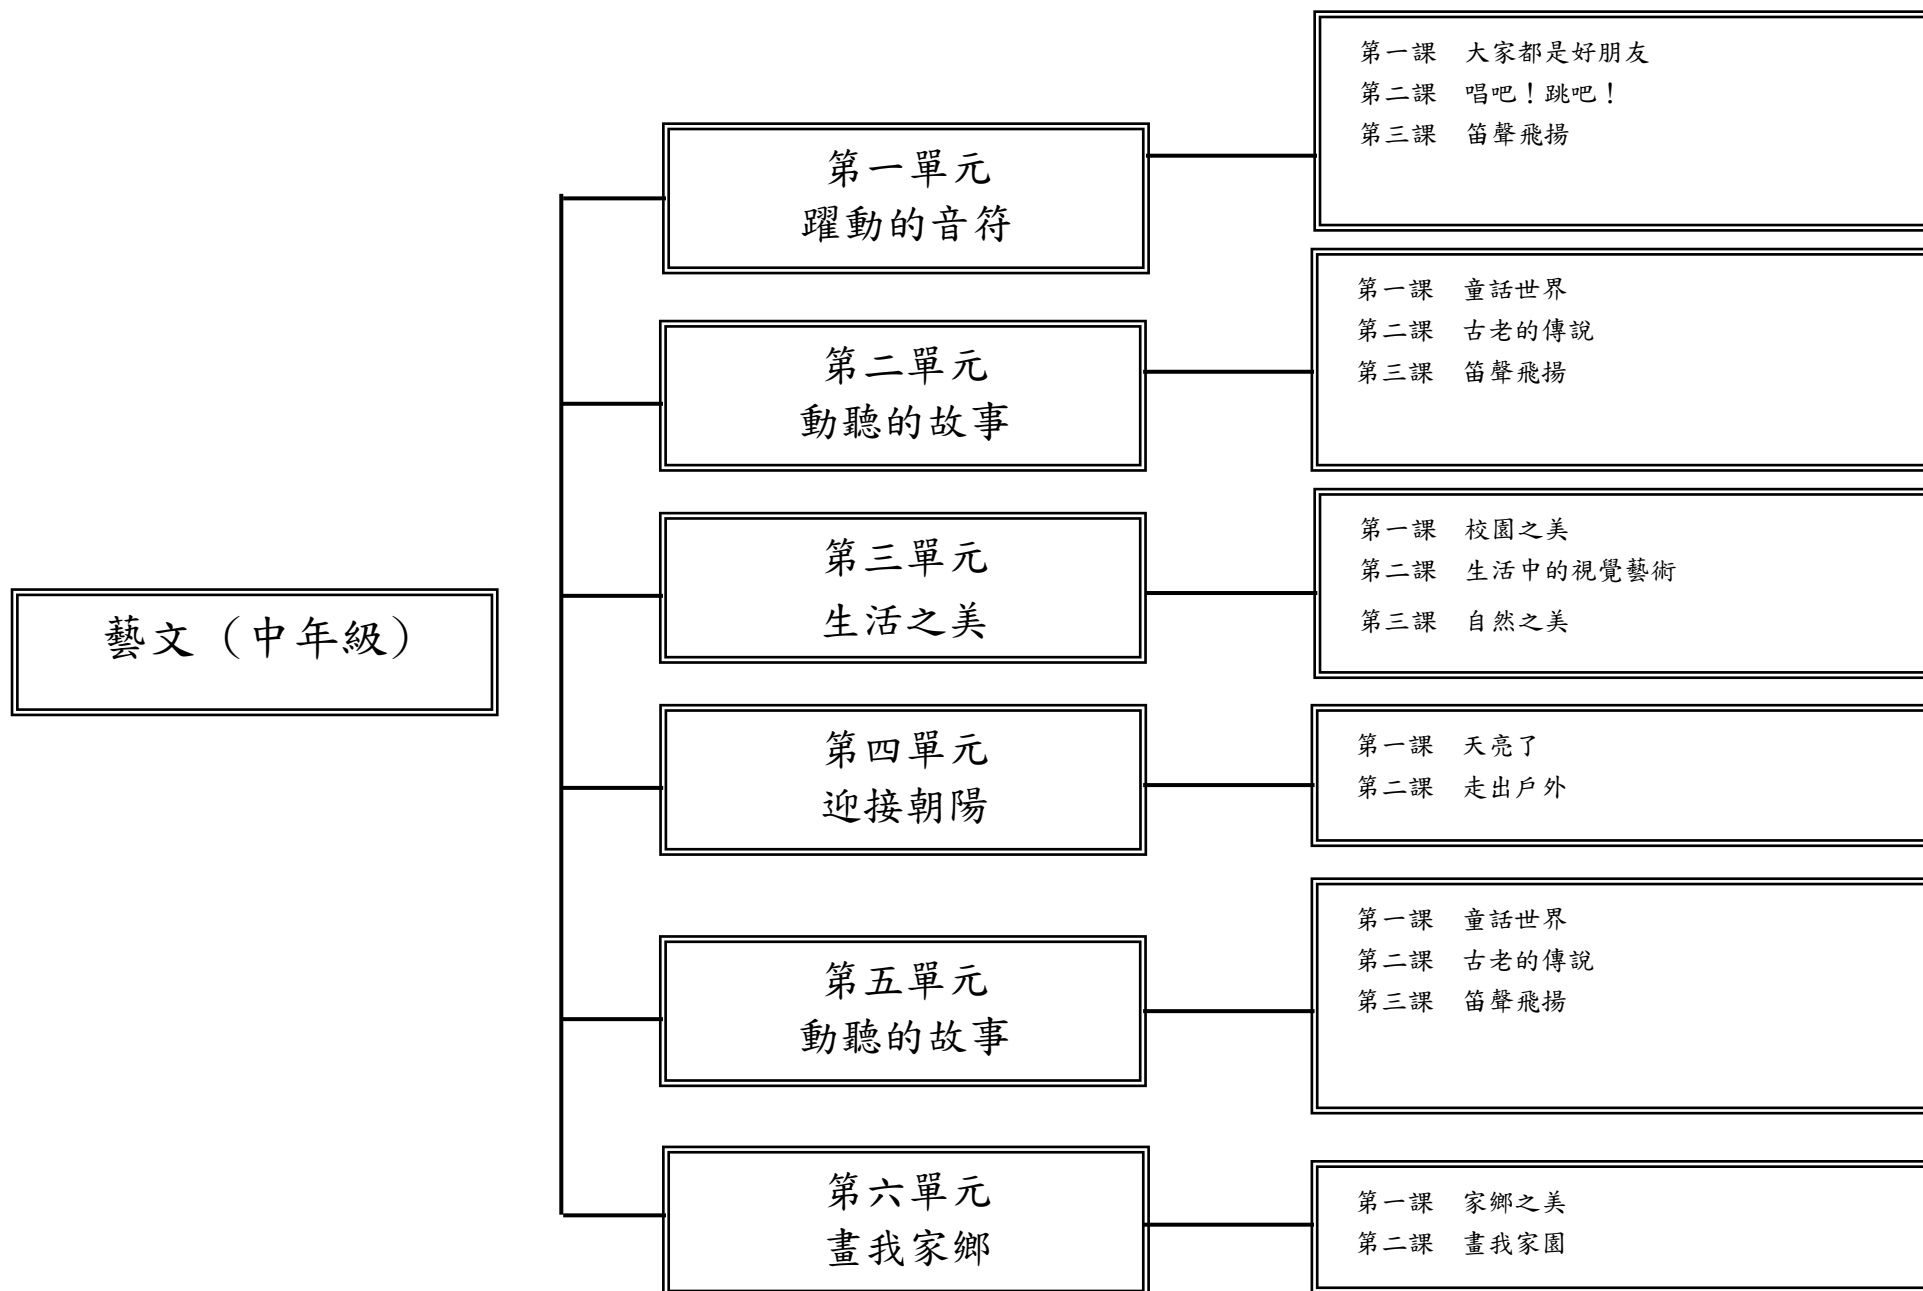 藝文（中年級）
第一單元
躍動的音符
第一課　大家都是好朋友
第二課　唱吧！跳吧！
第三課　笛聲飛揚
第二單元
動聽的故事
第一課　童話世界
第二課　古老的傳說
第三課　笛聲飛揚
第三單元
生活之美
第一課　校園之美
第二課　生活中的視覺藝術
第三課　自然之美
第四單元
迎接朝陽
第一課　天亮了
第二課　走出戶外
第五單元
動聽的故事
第一課　童話世界
第二課　古老的傳說
第三課　笛聲飛揚
第六單元
畫我家鄉
第一課　家鄉之美
第二課　畫我家園